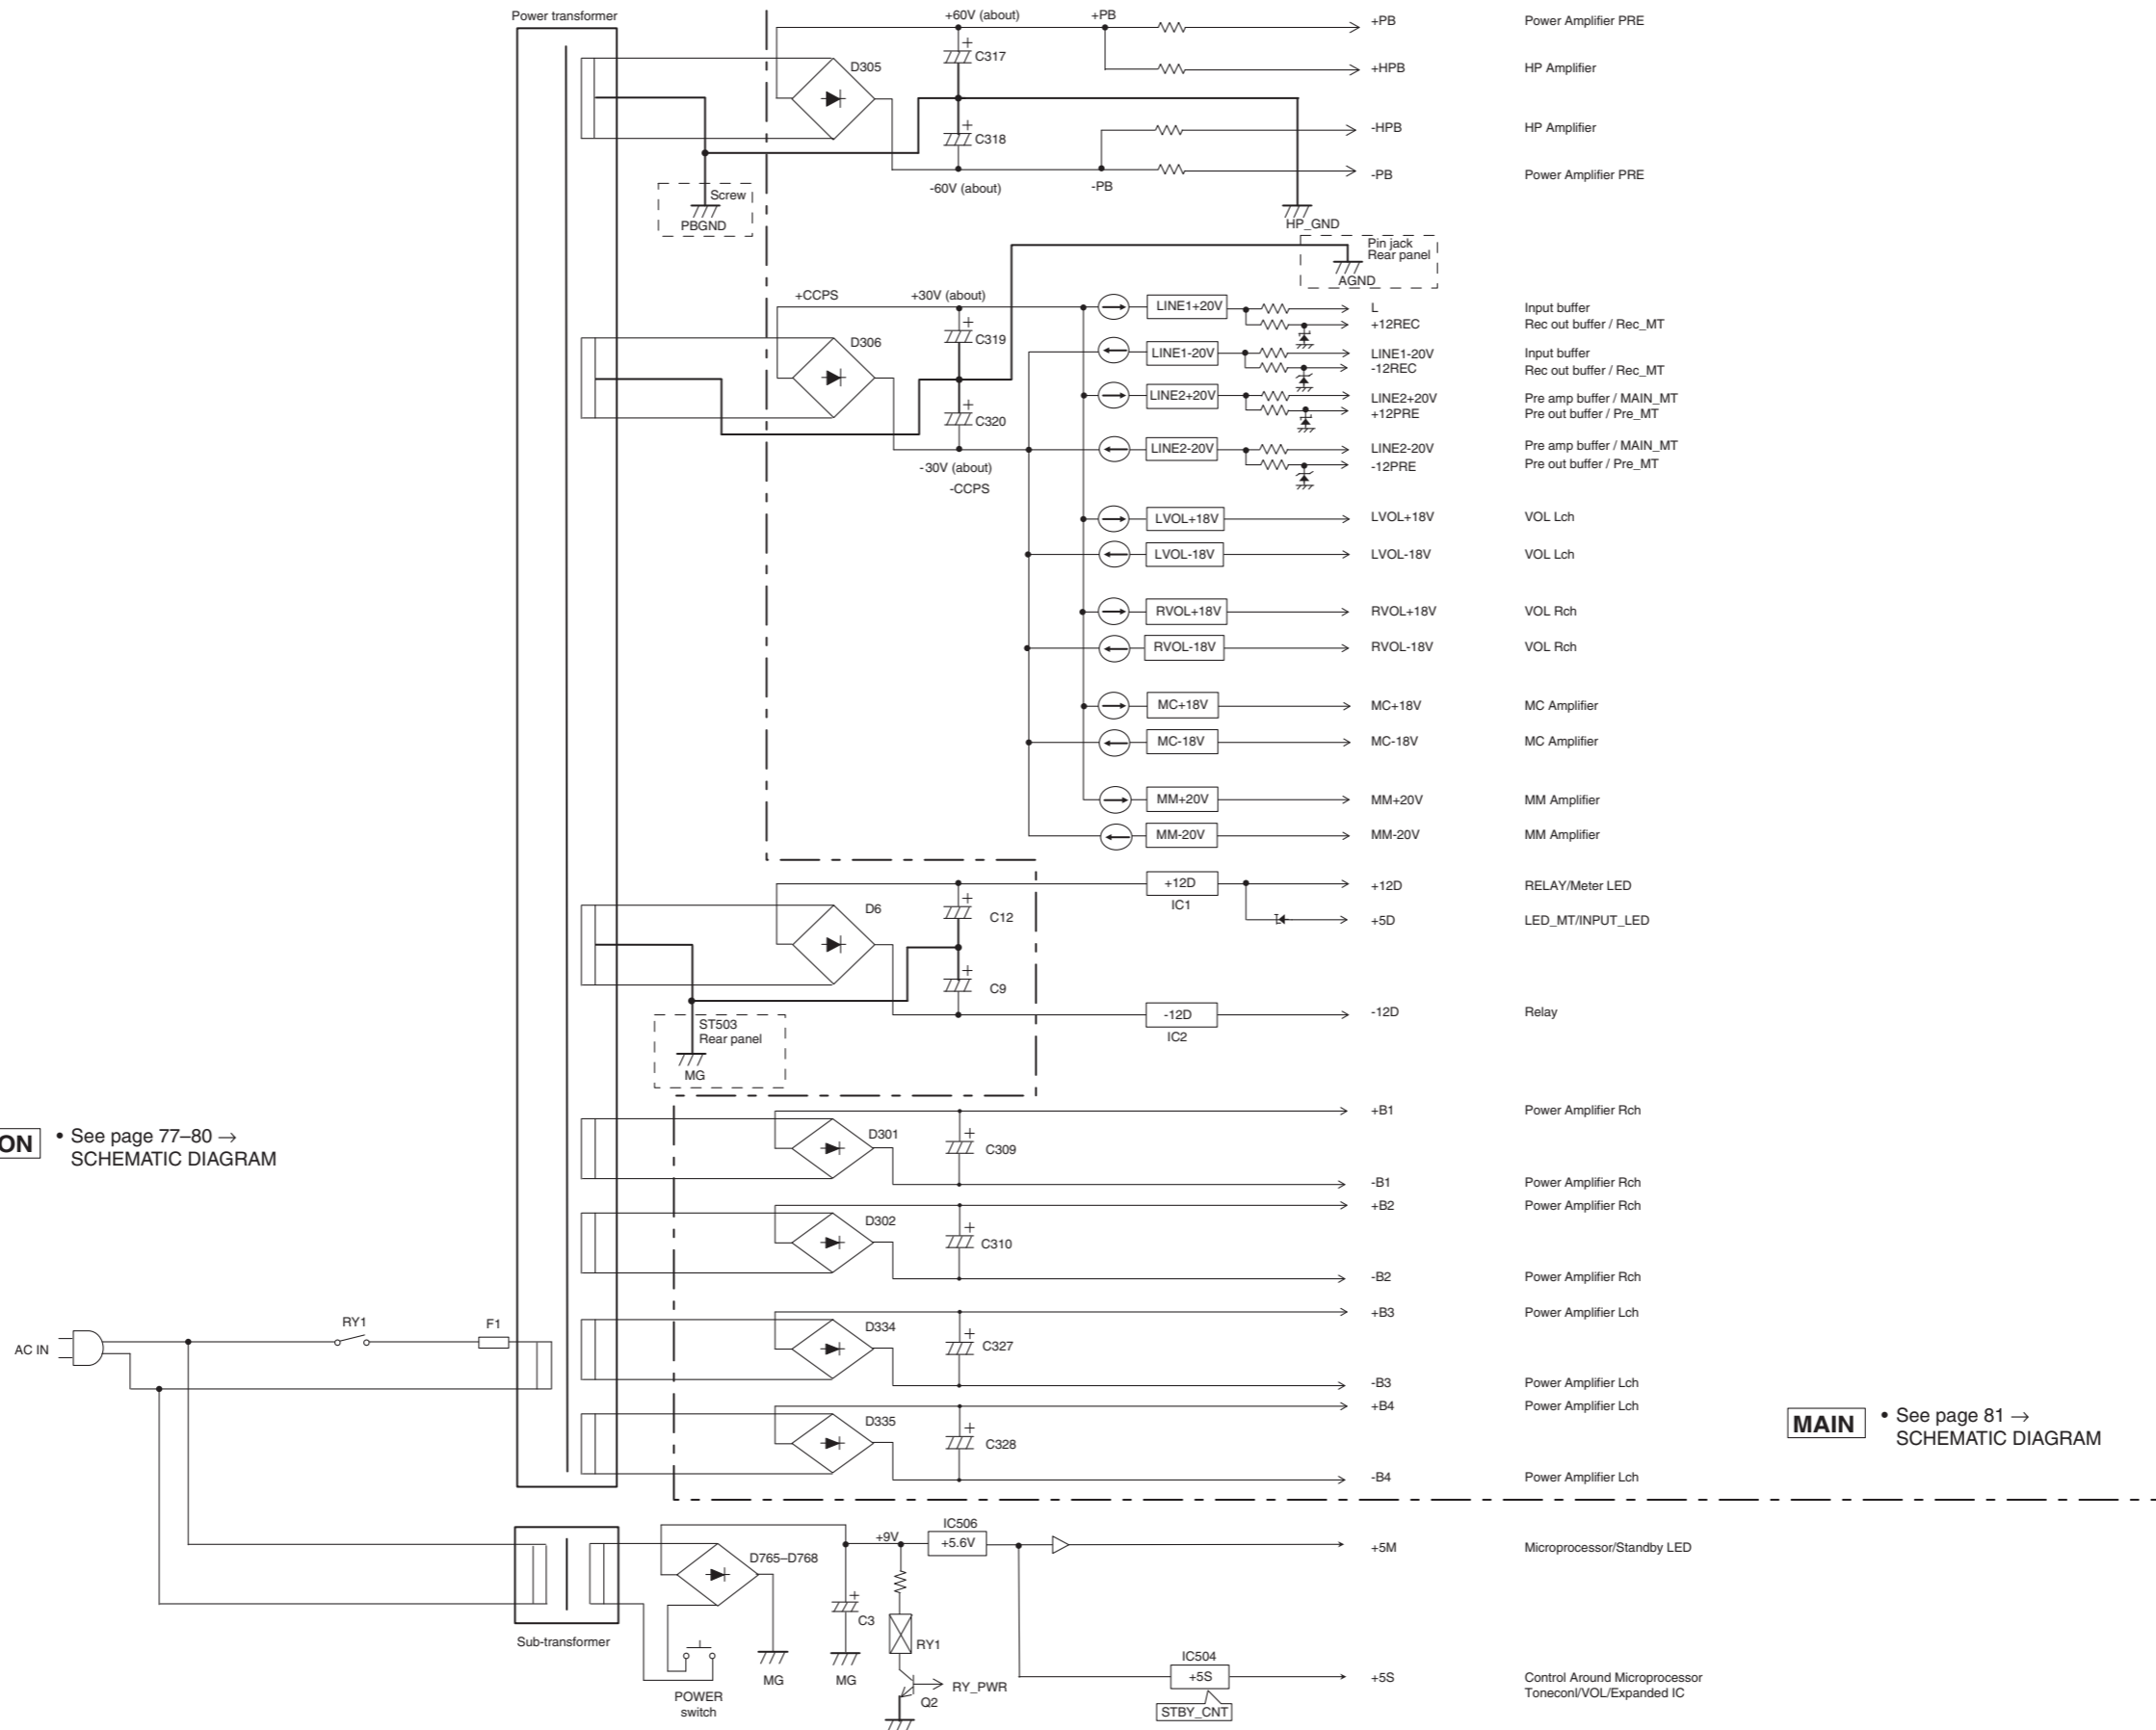 Power transformer
+60V (about)
+PB
+PB
Power Amplifier PRE
C317
D305
+HPB
HP Amplifier
-HPB
HP Amplifier
C318
-PB
Power Amplifier PRE
-60V (about)
-PB
Screw
PBGND
HP_GND
Pin jack
Rear panel
AGND
+CCPS
+30V (about)
LINE1+20V
L
Input buffer
+12REC
Rec out buffer / Rec_MT
D306
C319
LINE1-20V
LINE1-20V
Input buffer
-12REC
Rec out buffer / Rec_MT
LINE2+20V
LINE2+20V
Pre amp buffer / MAIN_MT
+12PRE
Pre out buffer / Pre_MT
C320
LINE2-20V
LINE2-20V
Pre amp buffer / MAIN_MT
-12PRE
Pre out buffer / Pre_MT
-30V (about)
-CCPS
LVOL+18V
LVOL+18V
VOL Lch
LVOL-18V
LVOL-18V
VOL Lch
RVOL+18V
RVOL+18V
VOL Rch
RVOL-18V
RVOL-18V
VOL Rch
MC+18V
MC+18V
MC Amplifier
MC-18V
MC-18V
MC Amplifier
MM+20V
MM+20V
MM Amplifier
MM-20V
MM-20V
MM Amplifier
+12D
IC1
+12D
RELAY/Meter LED
D6
C12
+5D
LED_MT/INPUT_LED
C9
-12D
IC2
-12D
Relay
ST503
Rear panel
MG
ON
• See page 77–80 →
SCHEMATIC DIAGRAM
+B1
Power Amplifier Rch
D301
C309
-B1
Power Amplifier Rch
+B2
Power Amplifier Rch
D302
C310
-B2
Power Amplifier Rch
+B3
Power Amplifier Lch
D334
C327
-B3
Power Amplifier Lch
+B4
Power Amplifier Lch
D335
C328
-B4
Power Amplifier Lch
AC IN
RY1
F1
MAIN
• See page 81 →
SCHEMATIC DIAGRAM
Sub-transformer
D765–D768
POWER
switch
MG
C3
MG
+9V
IC506
+5.6V
+5M
Microprocessor/Standby LED
RY1
Q2
RY_PWR
IC504
+5S
STBY_CNT
+5S
Control Around Microprocessor
Toneconl/VOL/Expanded IC